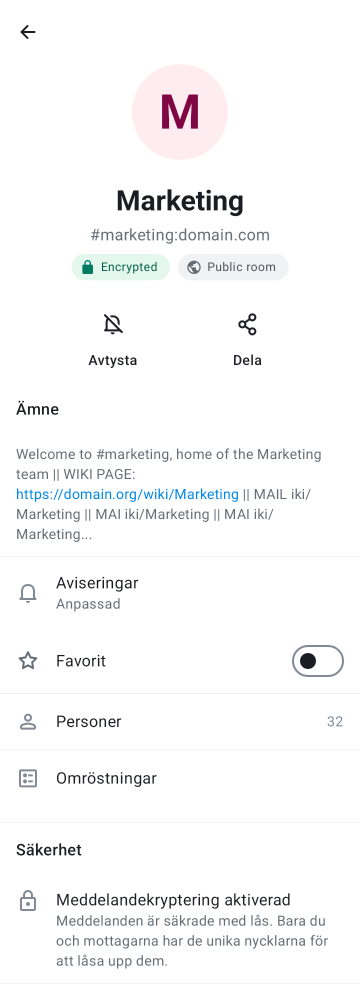 M
Marketing
#marketing:domain.com
Encrypted Public room
Avtysta Dela
Ämne
Welcome to #marketing, home of the Marketing
team || WIKI PAGE:
https://domain.org/wiki/Marketing || MAIL iki/
Marketing || MAI iki/Marketing || MAI iki/
Marketing...
Aviseringar
Anpassad
Favorit
Personer 32
Omröstningar
Säkerhet
Meddelandekryptering aktiverad
Meddelanden är säkrade med lås. Bara du
och mottagarna har de unika nycklarna för
att låsa upp dem.